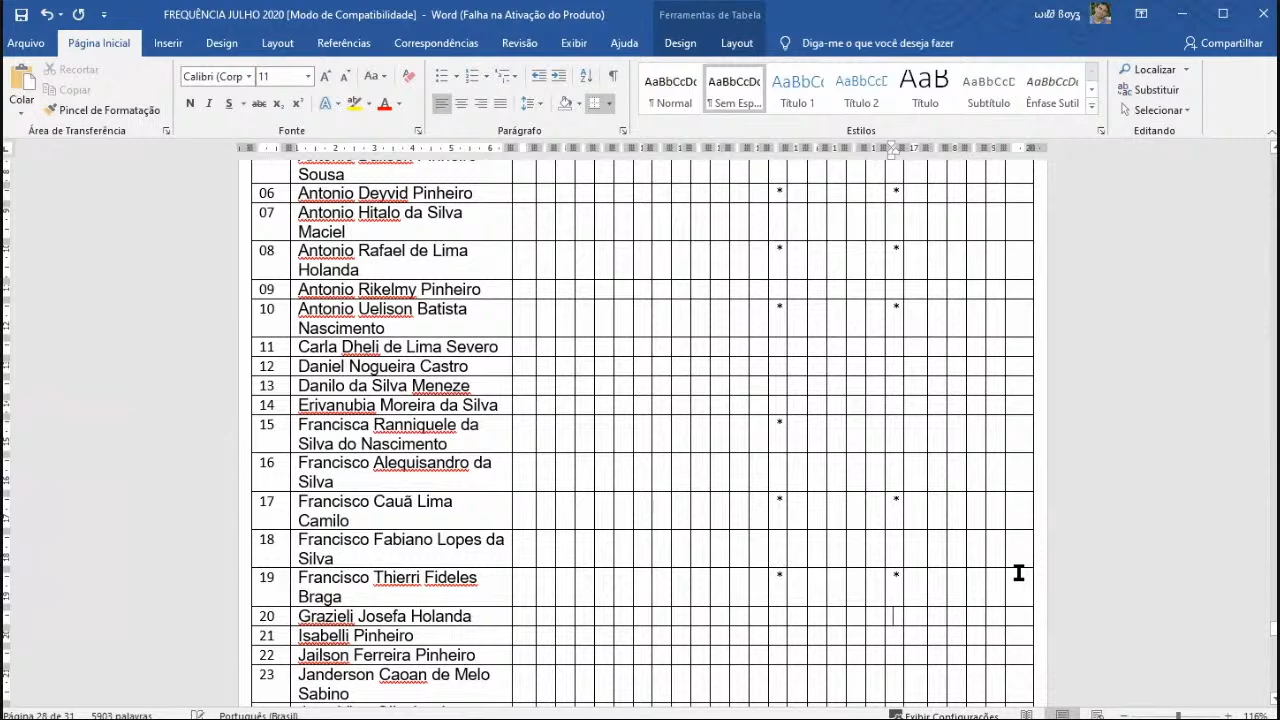 FREQUÊNCIA JULHO 2020 [Modo de Compatibilidade] - Word (Falha na Ativação do Produto)
Ferramentas de Tabela
Arquivo Página Inicial Inserir Design Layout Referências Correspondências Revisão Exibir Ajuda Design Layout Diga-me o que você deseja fazer Compartilhar
Colar
Recortar
Copiar
Pincel de Formatação
Área de Transferência
Calibri (Corp 11
N I S abc x₂ x²
Fonte
Parágrafo
AaBbCcDc AaBbCcDc AaBbCc AaBbCcE AaB AaBbCcD AaBbCcDc
¶ Normal ¶ Sem Esp... Título 1 Título 2 Título Subtítulo Ênfase Sutil
Estilos
Localizar
Substituir
Selecionar
Editando
Sousa
06 Antonio Deyvid Pinheiro * *
07 Antonio Hitalo da Silva
Maciel
08 Antonio Rafael de Lima * *
Holanda
09 Antonio Rikelmy Pinheiro
10 Antonio Uelison Batista * *
Nascimento
11 Carla Dheli de Lima Severo
12 Daniel Nogueira Castro
13 Danilo da Silva Meneze
14 Erivanubia Moreira da Silva
15 Francisca Ranniquele da *
Silva do Nascimento
16 Francisco Alequisandro da
Silva
17 Francisco Cauã Lima * *
Camilo
18 Francisco Fabiano Lopes da
Silva
19 Francisco Thierri Fideles * *
Braga
20 Grazieli Josefa Holanda
21 Isabelli Pinheiro
22 Jailson Ferreira Pinheiro
23 Janderson Caoan de Melo
Sabino
Página 28 de 31 5903 palavras Português (Brasil) Exibir Configurações 116%